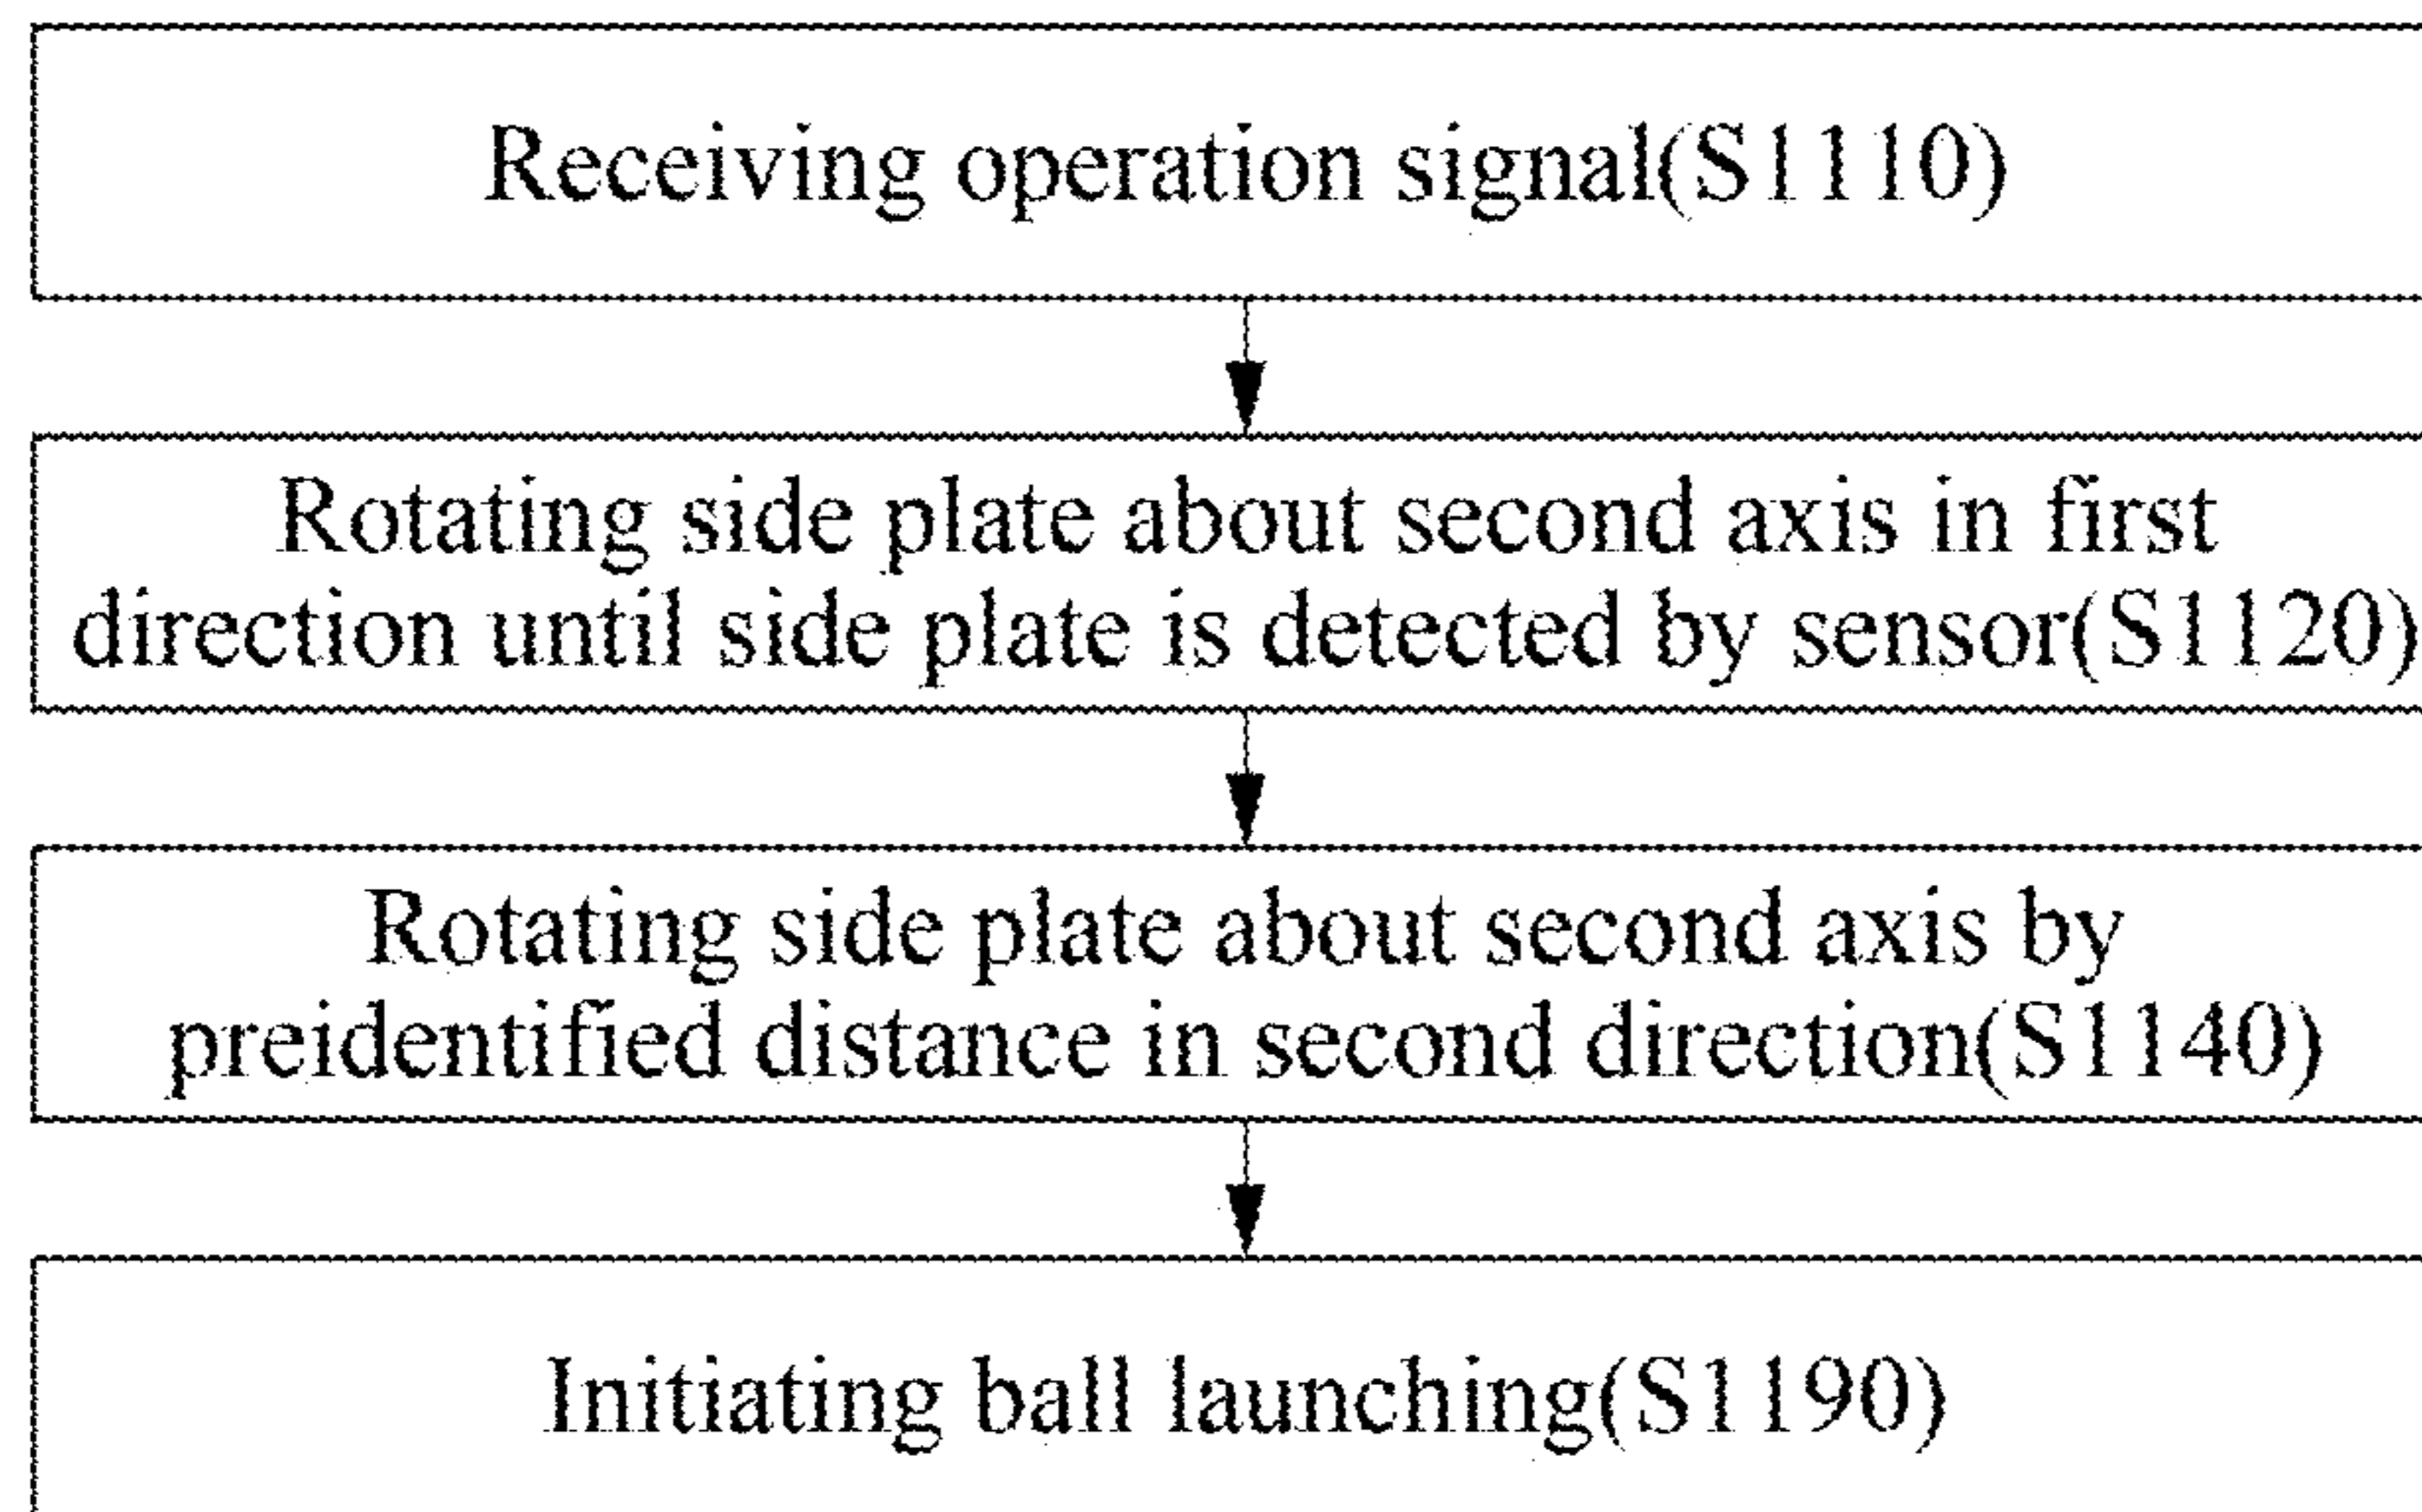 Receiving operation signal(S1110)
Rotating side plate about second axis in first
direction until side plate is detected by sensor(S1120)
Rotating side plate about second axis by
preidentified distance in second direction(S1140)
Initiating ball launching(S1190)